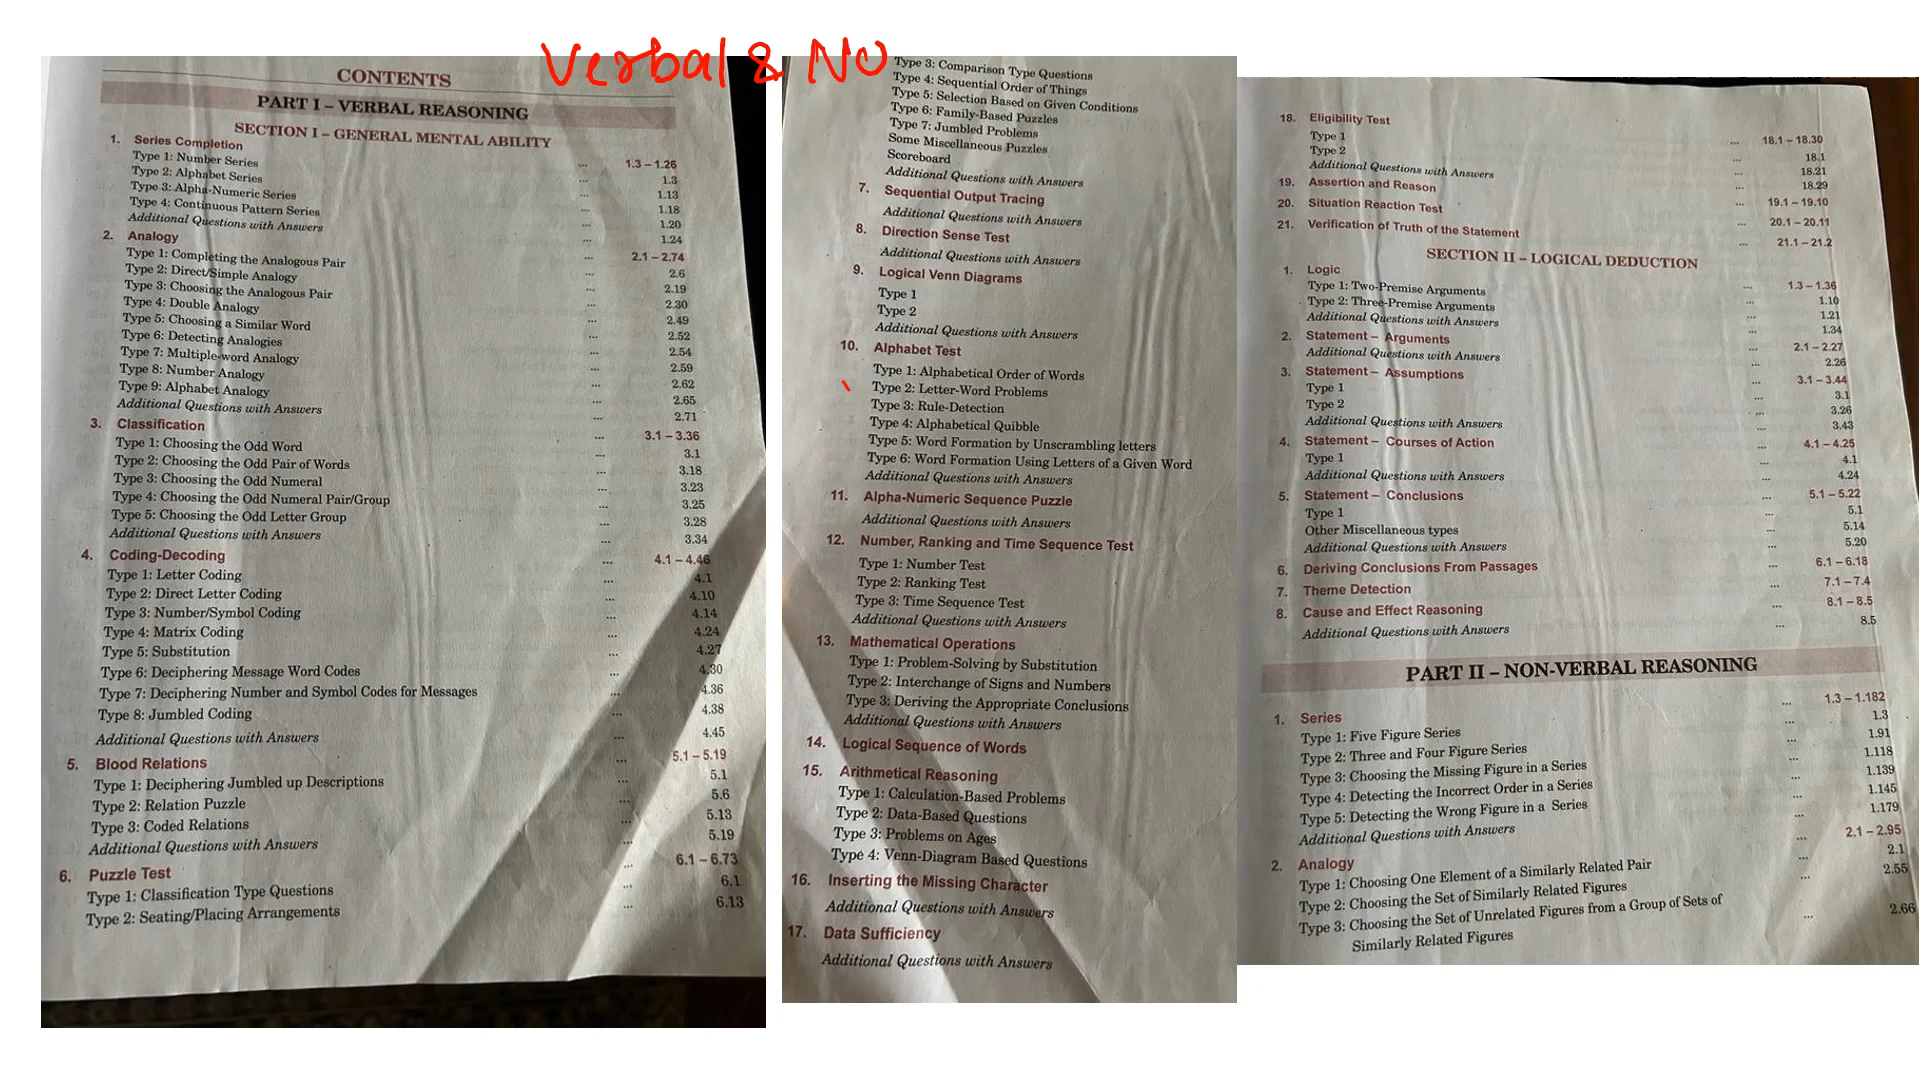 Verbal & No
CONTENTS
PART I – VERBAL REASONING
SECTION I – GENERAL MENTAL ABILITY
1. Series Completion ... 1.3 – 1.26
Type 1: Number Series ... 1.3
Type 2: Alphabet Series ... 1.13
Type 3: Alpha-Numeric Series ... 1.18
Type 4: Continuous Pattern Series ... 1.20
Additional Questions with Answers ... 1.24
2. Analogy ... 2.1 – 2.74
Type 1: Completing the Analogous Pair ... 2.6
Type 2: Direct/Simple Analogy ... 2.19
Type 3: Choosing the Analogous Pair ... 2.30
Type 4: Double Analogy ... 2.49
Type 5: Choosing a Similar Word ... 2.52
Type 6: Detecting Analogies ... 2.54
Type 7: Multiple-word Analogy ... 2.59
Type 8: Number Analogy ... 2.62
Type 9: Alphabet Analogy ... 2.65
Additional Questions with Answers ... 2.71
3. Classification ... 3.1 – 3.36
Type 1: Choosing the Odd Word ... 3.1
Type 2: Choosing the Odd Pair of Words ... 3.18
Type 3: Choosing the Odd Numeral ... 3.23
Type 4: Choosing the Odd Numeral Pair/Group ... 3.25
Type 5: Choosing the Odd Letter Group ... 3.28
Additional Questions with Answers ... 3.34
4. Coding-Decoding ... 4.1 – 4.46
Type 1: Letter Coding ... 4.1
Type 2: Direct Letter Coding ... 4.10
Type 3: Number/Symbol Coding ... 4.14
Type 4: Matrix Coding ... 4.24
Type 5: Substitution ... 4.27
Type 6: Deciphering Message Word Codes ... 4.30
Type 7: Deciphering Number and Symbol Codes for Messages ... 4.36
Type 8: Jumbled Coding ... 4.38
Additional Questions with Answers ... 4.45
5. Blood Relations ... 5.1 – 5.19
Type 1: Deciphering Jumbled up Descriptions ... 5.1
Type 2: Relation Puzzle ... 5.6
Type 3: Coded Relations ... 5.13
Additional Questions with Answers ... 5.19
6. Puzzle Test ... 6.1 – 6.73
Type 1: Classification Type Questions ... 6.1
Type 2: Seating/Placing Arrangements ... 6.13
Type 3: Comparison Type Questions
Type 4: Sequential Order of Things
Type 5: Selection Based on Given Conditions
Type 6: Family-Based Puzzles
Type 7: Jumbled Problems
Some Miscellaneous Puzzles
Scoreboard
Additional Questions with Answers
7. Sequential Output Tracing
Additional Questions with Answers
8. Direction Sense Test
Additional Questions with Answers
9. Logical Venn Diagrams
Type 1
Type 2
Additional Questions with Answers
10. Alphabet Test
Type 1: Alphabetical Order of Words
Type 2: Letter-Word Problems
Type 3: Rule-Detection
Type 4: Alphabetical Quibble
Type 5: Word Formation by Unscrambling letters
Type 6: Word Formation Using Letters of a Given Word
Additional Questions with Answers
11. Alpha-Numeric Sequence Puzzle
Additional Questions with Answers
12. Number, Ranking and Time Sequence Test
Type 1: Number Test
Type 2: Ranking Test
Type 3: Time Sequence Test
Additional Questions with Answers
13. Mathematical Operations
Type 1: Problem-Solving by Substitution
Type 2: Interchange of Signs and Numbers
Type 3: Deriving the Appropriate Conclusions
Additional Questions with Answers
14. Logical Sequence of Words
15. Arithmetical Reasoning
Type 1: Calculation-Based Problems
Type 2: Data-Based Questions
Type 3: Problems on Ages
Type 4: Venn-Diagram Based Questions
16. Inserting the Missing Character
Additional Questions with Answers
17. Data Sufficiency
Additional Questions with Answers
18. Eligibility Test ... 18.1 – 18.30
Type 1 ... 18.1
Type 2 ... 18.21
Additional Questions with Answers ... 18.29
19. Assertion and Reason ... 19.1 – 19.10
20. Situation Reaction Test ... 20.1 – 20.11
21. Verification of Truth of the Statement ... 21.1 – 21.2
SECTION II – LOGICAL DEDUCTION
1. Logic ... 1.3 – 1.36
Type 1: Two-Premise Arguments ... 1.10
Type 2: Three-Premise Arguments ... 1.21
Additional Questions with Answers ... 1.34
2. Statement – Arguments ... 2.1 – 2.27
Additional Questions with Answers ... 2.26
3. Statement – Assumptions ... 3.1 – 3.44
Type 1 ... 3.1
Type 2 ... 3.26
Additional Questions with Answers ... 3.43
4. Statement – Courses of Action ... 4.1 – 4.25
Type 1 ... 4.1
Additional Questions with Answers ... 4.24
5. Statement – Conclusions ... 5.1 – 5.22
Type 1 ... 5.1
Other Miscellaneous types ... 5.14
Additional Questions with Answers ... 5.20
6. Deriving Conclusions From Passages ... 6.1 – 6.18
7. Theme Detection ... 7.1 – 7.4
8. Cause and Effect Reasoning ... 8.1 – 8.5
Additional Questions with Answers ... 8.5
PART II – NON-VERBAL REASONING
1. Series ... 1.3 – 1.182
Type 1: Five Figure Series ... 1.3
Type 2: Three and Four Figure Series ... 1.91
Type 3: Choosing the Missing Figure in a Series ... 1.118
Type 4: Detecting the Incorrect Order in a Series ... 1.139
Type 5: Detecting the Wrong Figure in a Series ... 1.145
Additional Questions with Answers ... 1.179
2. Analogy ... 2.1 – 2.95
Type 1: Choosing One Element of a Similarly Related Pair ... 2.1
Type 2: Choosing the Set of Similarly Related Figures ... 2.55
Type 3: Choosing the Set of Unrelated Figures from a Group of Sets of
Similarly Related Figures ... 2.66